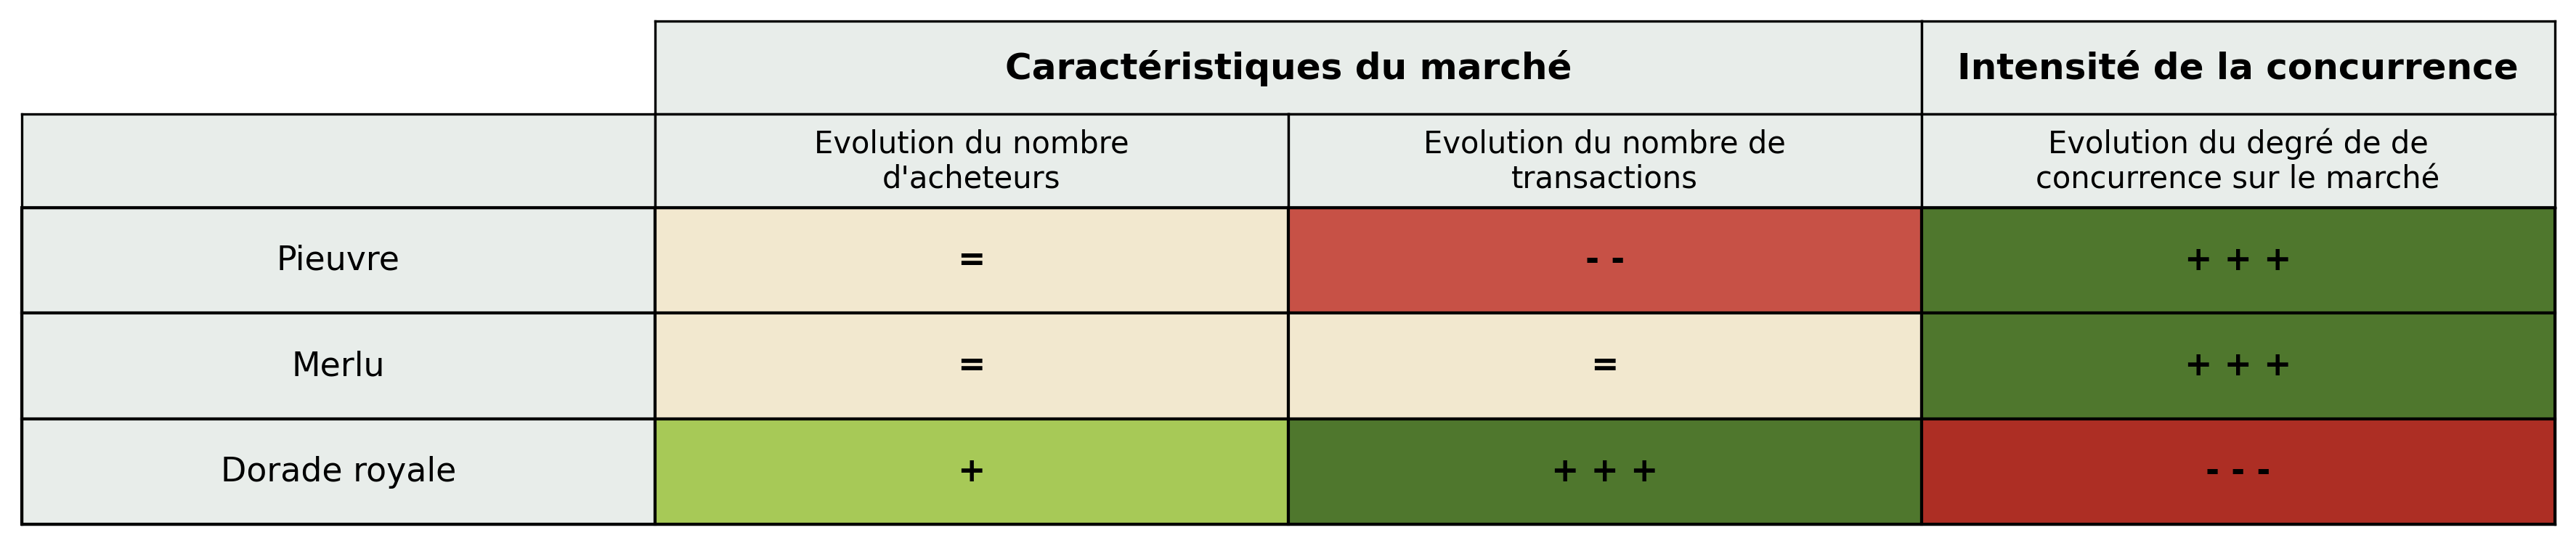 Caractéristiques du marché
Intensité de la concurrence
Evolution du nombre
d'acheteurs
Evolution du nombre de
transactions
Evolution du degré de de
concurrence sur le marché
Pieuvre
=
- -
+ + +
Merlu
=
=
+ + +
Dorade royale
+
+ + +
- - -